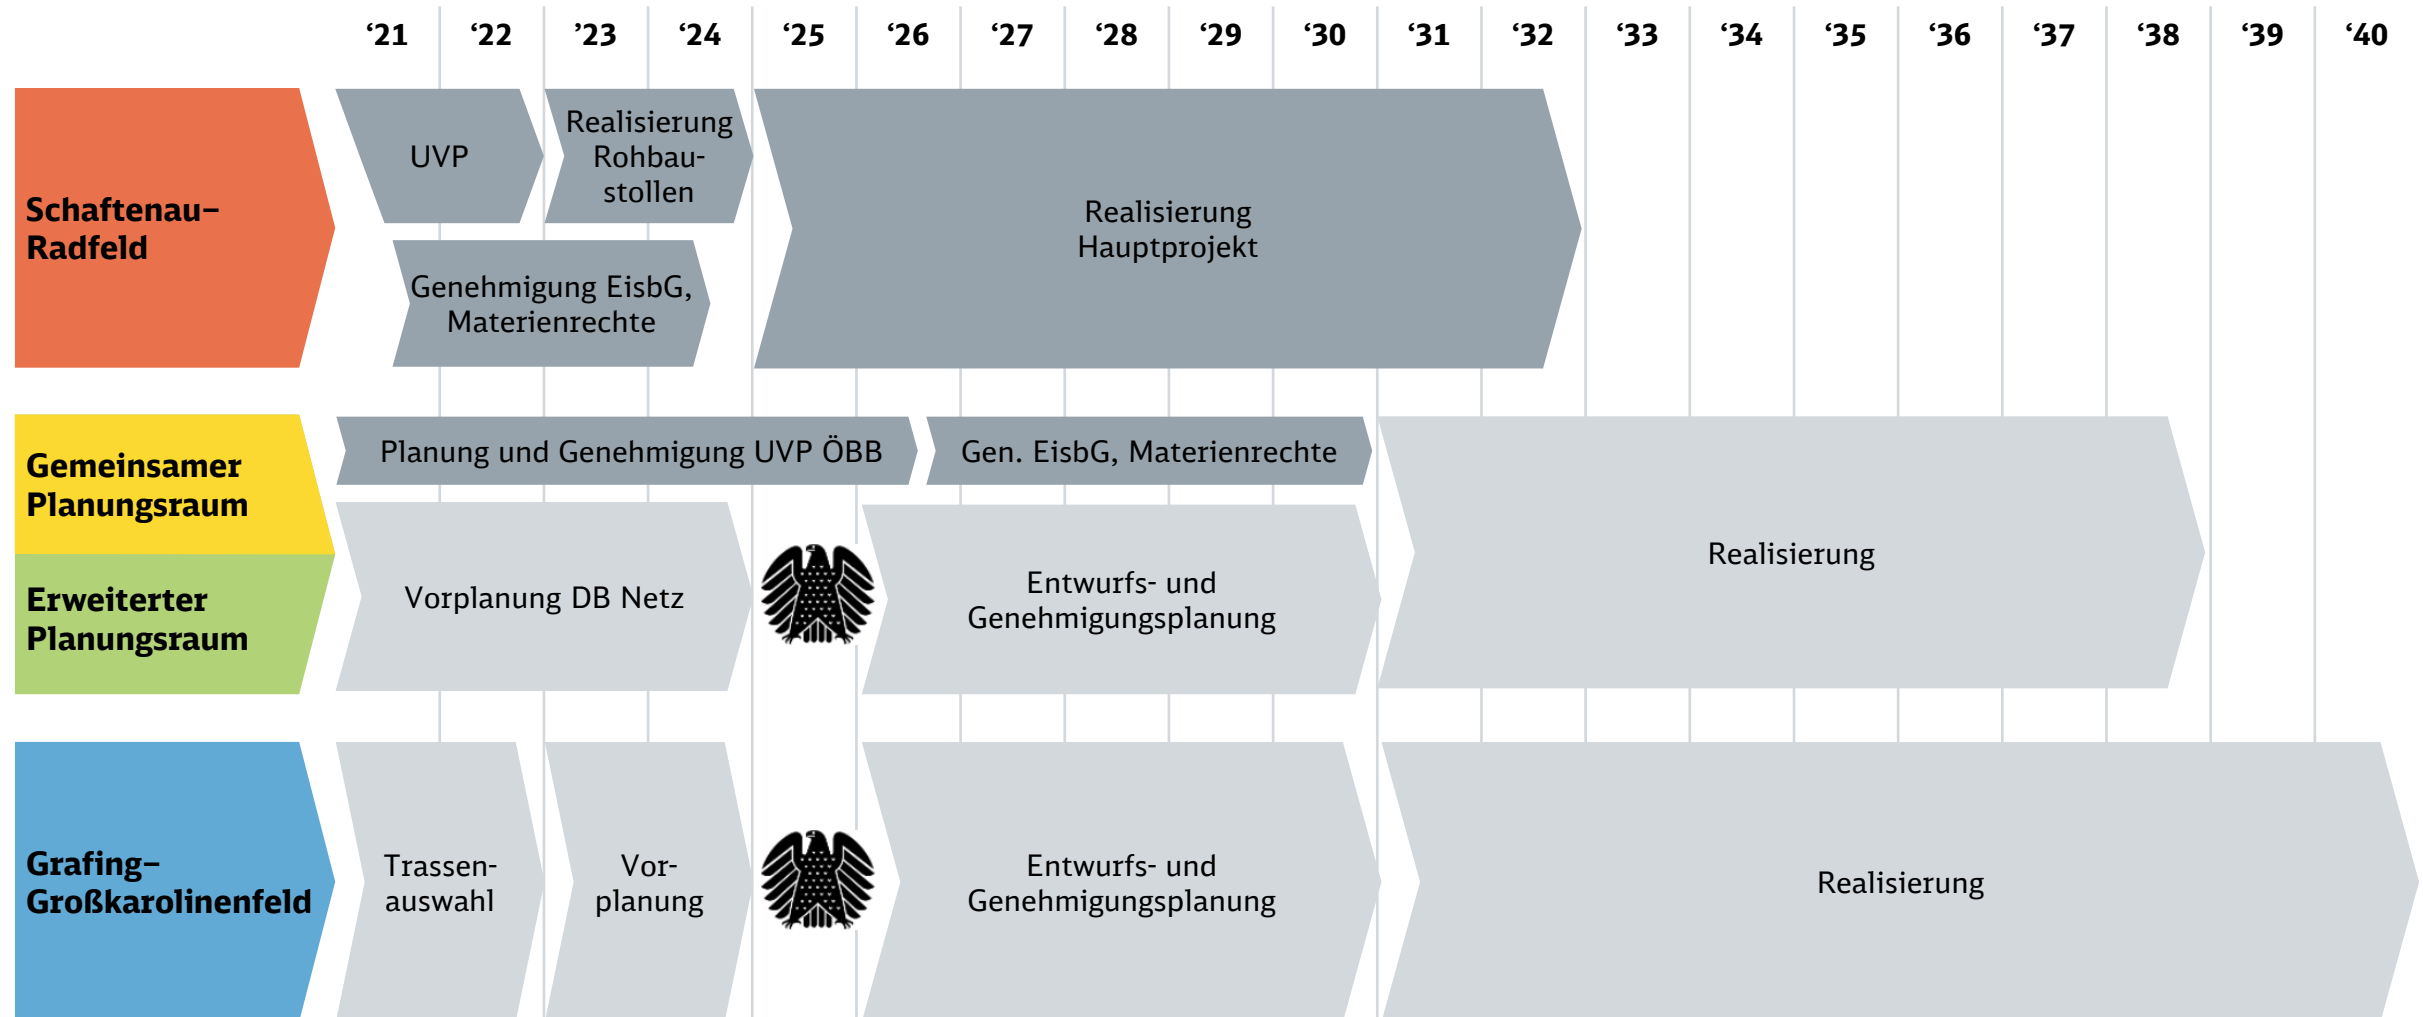 ‘21 ‘22 ’23 ‘24 ‘25 ‘26 ‘27 ‘28 ‘29 ‘30 ‘31 ‘32 ‘33 ‘34 ‘35 ‘36 ‘37 ‘38 ‘39 ‘40
Schaftenau–
Radfeld
UVP
Realisierung
Rohbau-
stollen
Genehmigung EisbG,
Materienrechte
Realisierung
Hauptprojekt
Gemeinsamer
Planungsraum
Erweiterter
Planungsraum
Planung und Genehmigung UVP ÖBB
Gen. EisbG, Materienrechte
Vorplanung DB Netz
Entwurfs- und
Genehmigungsplanung
Realisierung
Grafing–
Großkarolinenfeld
Trassen-
auswahl
Vor-
planung
Entwurfs- und
Genehmigungsplanung
Realisierung